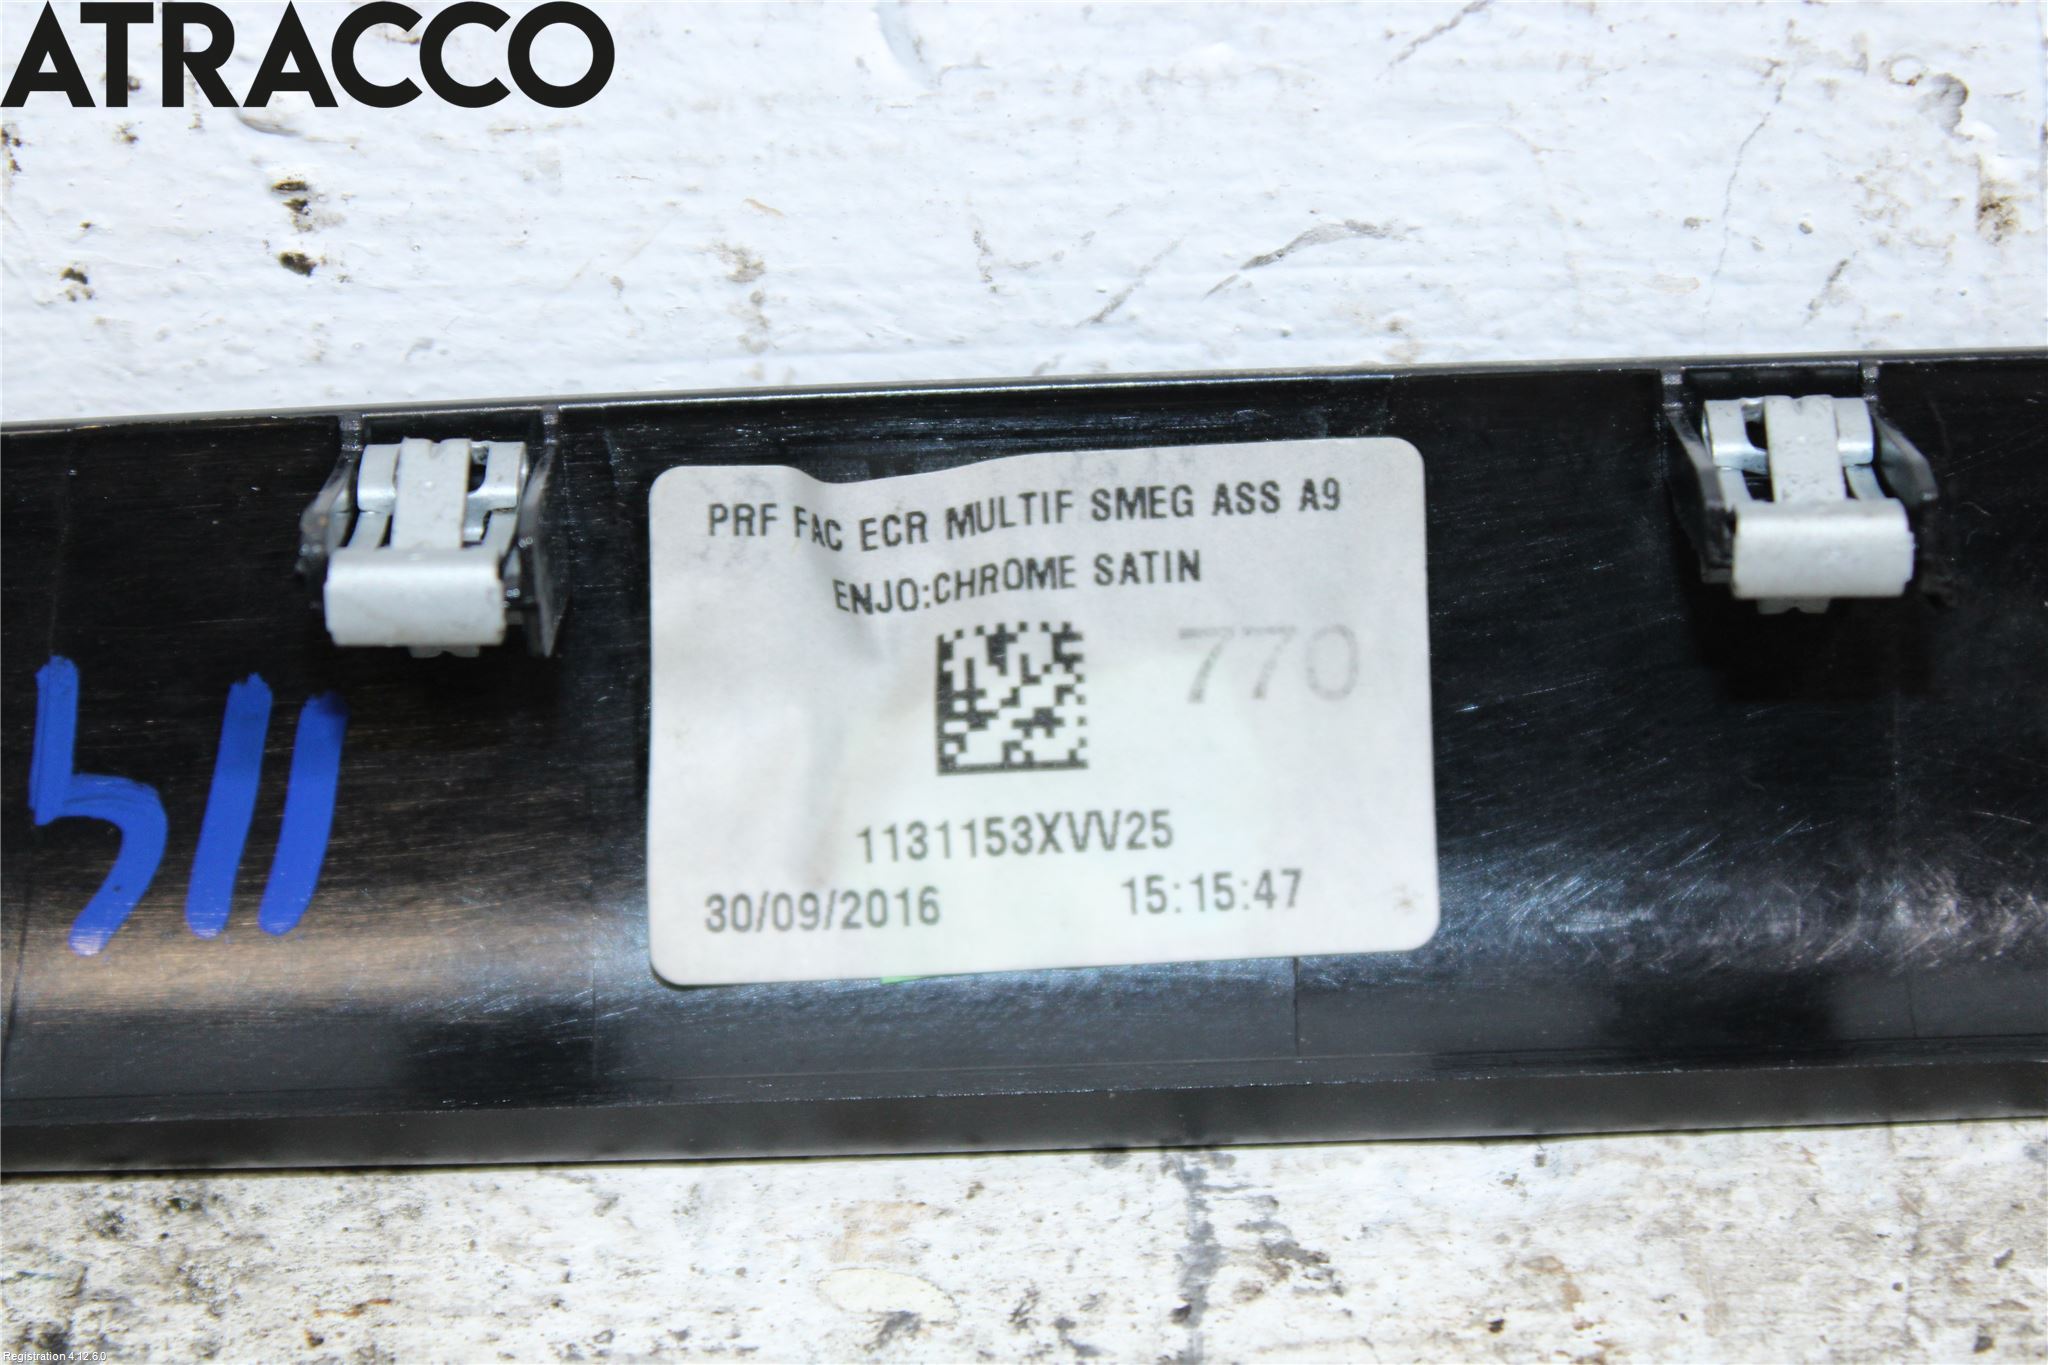 ATRACCO
PRF FAC ECR MULTIF SMEG ASS A9
ENJO:CHROME SATIN
770
1131153XVV25
30/09/2016 15:15:47
Registration 4.12.6.0